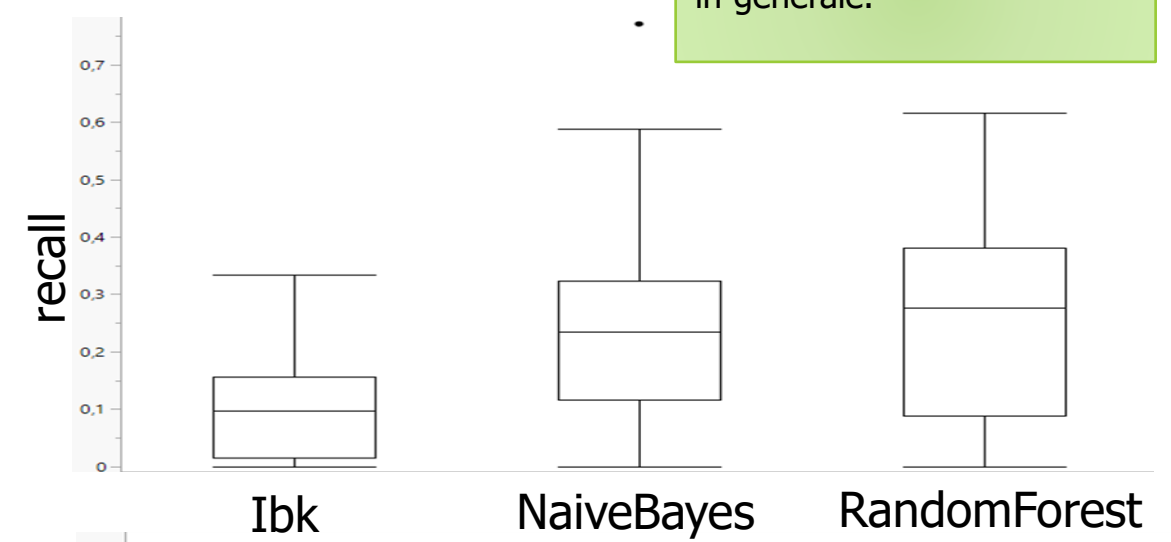 in generale.
0,7
0,6
0,5
0,4
0,3
0,2
0,1
0
recall
Ibk
NaiveBayes
RandomForest